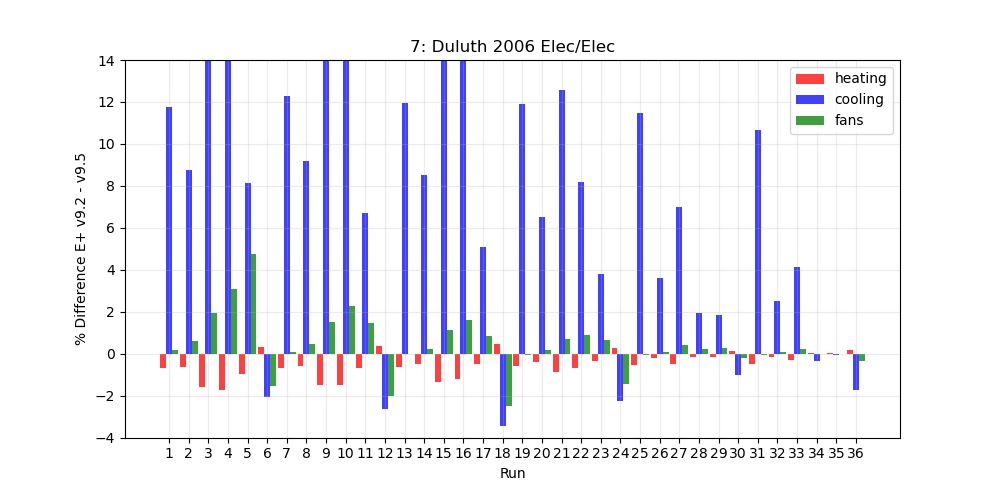 7: Duluth 2006 Elec/Elec
% Difference E+ v9.2 - v9.5
14
12
10
8
6
4
2
0
−2
−4
heating
cooling
fans
1 2 3 4 5 6 7 8 9 10 11 12 13 14 15 16 17 18 19 20 21 22 23 24 25 26 27 28 29 30 31 32 33 34 35 36
Run